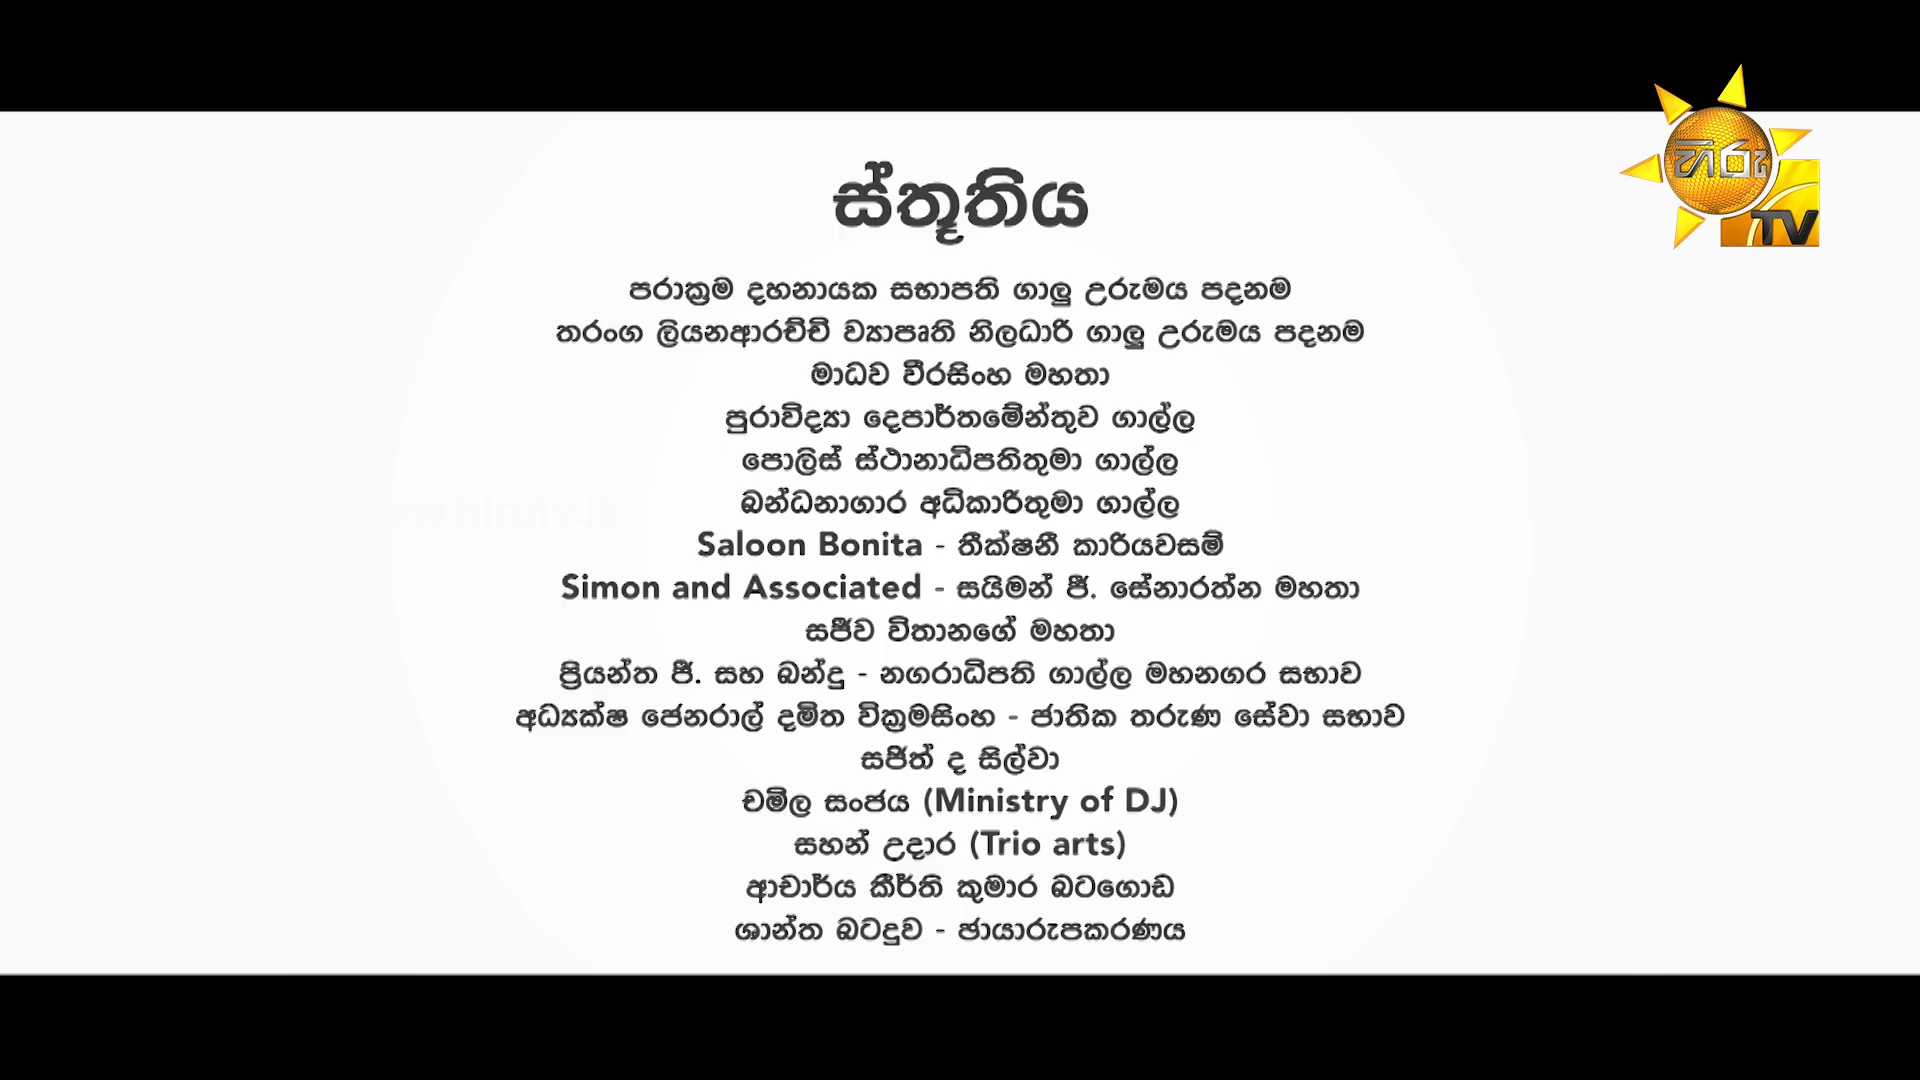 හිරු
TV
ස්තූතිය
පරාක්‍රම දහනායක සභාපති ගාලු උරුමය පදනම
තරංග ලියනආරච්චි ව්‍යාපෘති නිලධාරී ගාලු උරුමය පදනම
මාධව වීරසිංහ මහතා
පුරාවිද්‍යා දෙපාර්තමේන්තුව ගාල්ල
පොලිස් ස්ථානාධිපතිතුමා ගාල්ල
බන්ධනාගාර අධිකාරිතුමා ගාල්ල
Saloon Bonita - තීක්ෂනී කාරියවසම්
Simon and Associated - සයිමන් ජී. සේනාරත්න මහතා
සජීව විතානගේ මහතා
ප්‍රියන්ත ජී. සහ බන්දු - නගරාධිපති ගාල්ල මහනගර සභාව
අධ්‍යක්ෂ ජෙනරාල් දමිත වික්‍රමසිංහ - ජාතික තරුණ සේවා සභාව
සජිත් ද සිල්වා
චමිල සංජය (Ministry of DJ)
සහන් උදාර (Trio arts)
ආචාර්ය කීර්ති කුමාර බටගොඩ
ශාන්ත බටදූව - ඡායාරූපකරණය